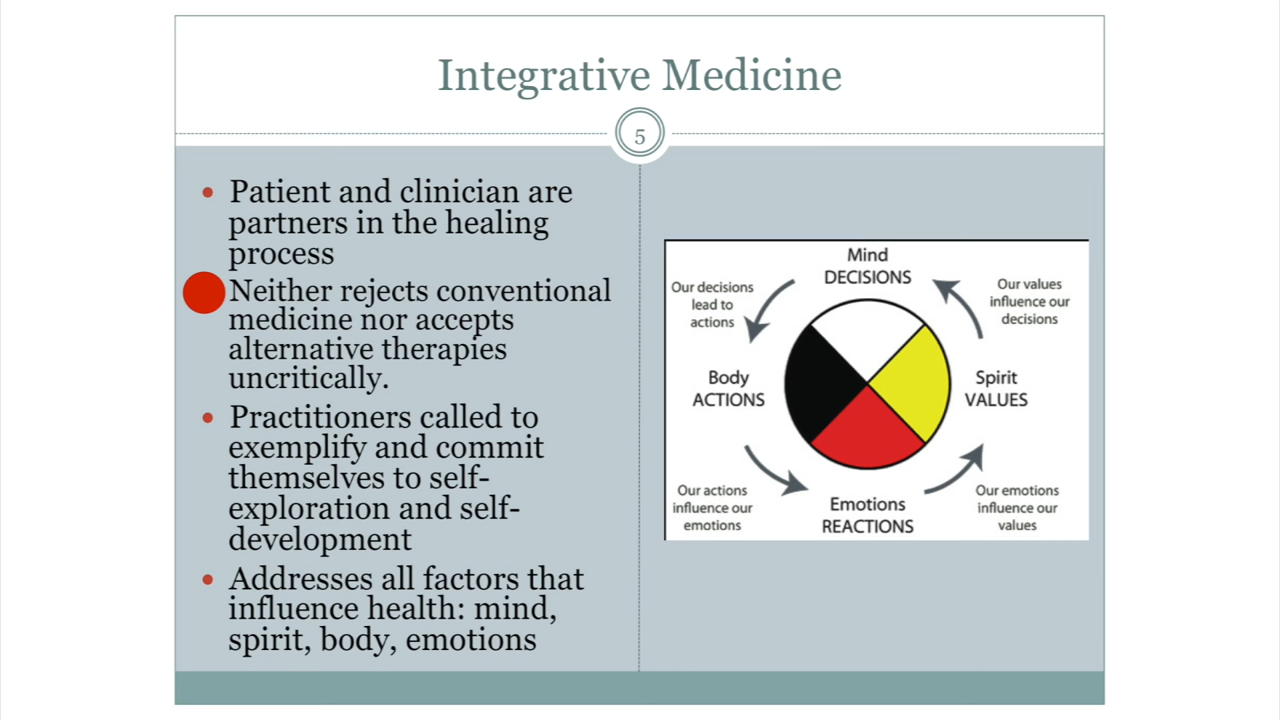 Integrative Medicine
5
• Patient and clinician are
partners in the healing
process
Neither rejects conventional
medicine nor accepts
alternative therapies
uncritically.
• Practitioners called to
exemplify and commit
themselves to self-
exploration and self-
development
• Addresses all factors that
influence health: mind,
spirit, body, emotions
Mind
DECISIONS
Our decisions
lead to
actions
Our values
influence our
decisions
Body
ACTIONS
Spirit
VALUES
Our actions
influence our
emotions
Emotions
REACTIONS
Our emotions
influence our
values